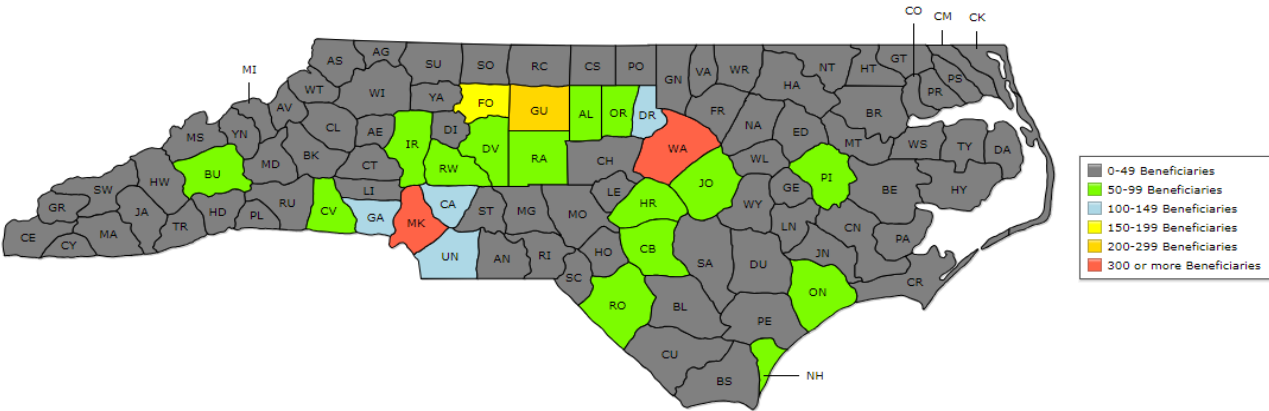 CO CM CK
MI
AS AG SU SO RC CS PO GN VA WR HA NT HT GT PS PR
WT WI YA FO GU AL OR DR FR NA ED BR
AV CL AE IR DI DV RA CH WA WL MT WS TY DA
MS YN MD BK CT RW JO PI BE HY
BU HW SW GR LI CV GA MK CA ST MG MO LE HR WY GE
JA HD PL RU TR MA CE CY UN AN RI HO CB SA LN CN PA
SC DU JN CR
RO BL ON
PE
CU BS NH
0-49 Beneficiaries
50-99 Beneficiaries
100-149 Beneficiaries
150-199 Beneficiaries
200-299 Beneficiaries
300 or more Beneficiaries